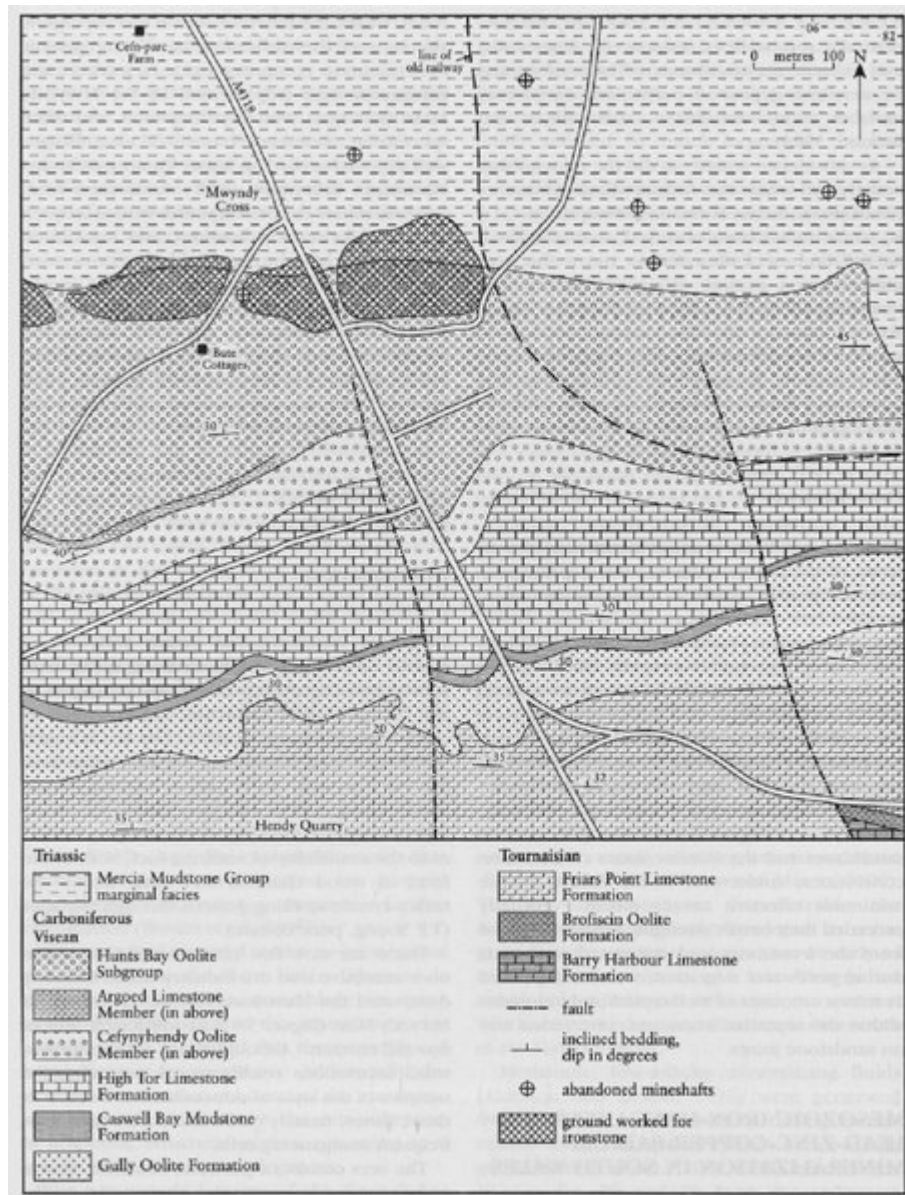 Cefn-parc
Farm
A4119
line of
old railway
06
82
0 metres 100 N
Mwyndy
Cross
Bute
Cottages
45
30
40
30
30
30
30
20
35
32
35
Hendy Quarry
Triassic
Mercia Mudstone Group
marginal facies
Carboniferous
Visean
Hunts Bay Oolite
Subgroup
Argoed Limestone
Member (in above)
Cefynyhendy Oolite
Member (in above)
High Tor Limestone
Formation
Caswell Bay Mudstone
Formation
Gully Oolite Formation
Tournaisian
Friars Point Limestone
Formation
Brofiscin Oolite
Formation
Barry Harbour Limestone
Formation
fault
inclined bedding,
dip in degrees
abandoned mineshafts
ground worked for
ironstone